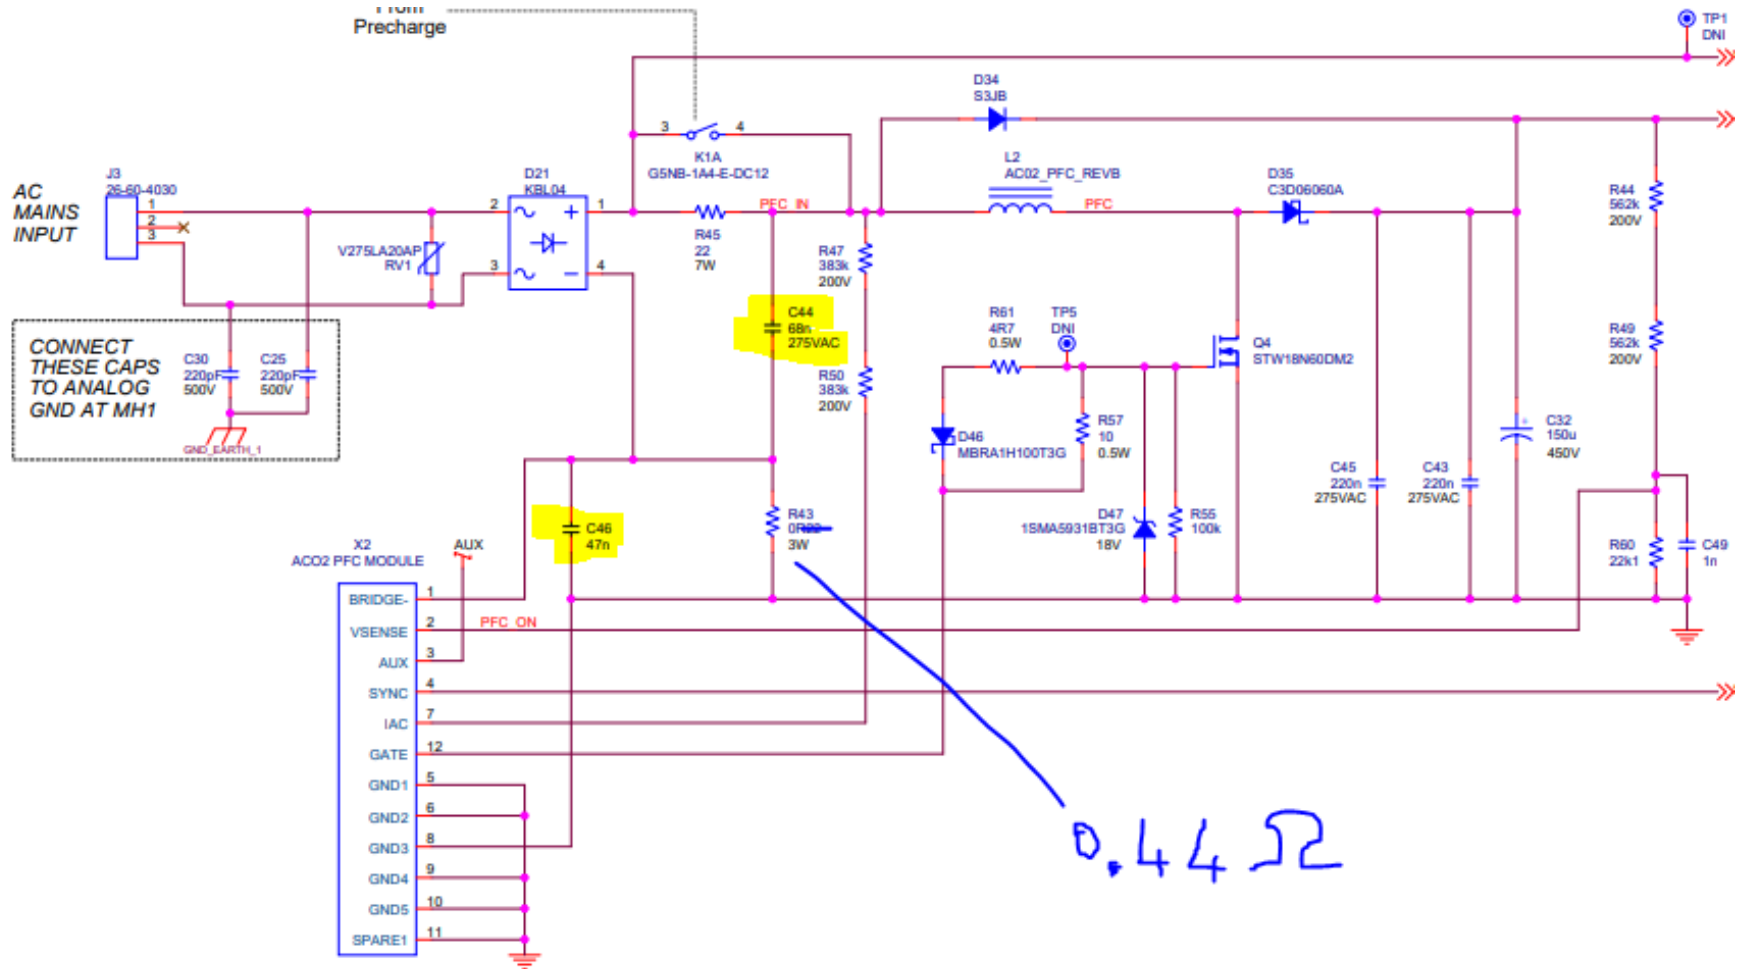 From
Precharge
TP1
DNI
D34
S3JB
3
4
K1A
G5NB-1A4-E-DC12
L2
AC02_PFC_REVB
D35
C3D06060A
J3
26-60-4030
AC
MAINS
INPUT
1
2
3
D21
KBL04
2
1
3
4
+
-
PFC_IN
PFC
R45
22
7W
V275LA20AP
RV1
R47
383k
200V
R44
562k
200V
C44
68n
275VAC
R61
4R7
0.5W
TP5
DNI
Q4
STW18N60DM2
R49
562k
200V
CONNECT
THESE CAPS
TO ANALOG
GND AT MH1
C30
220pF
500V
C25
220pF
500V
GND_EARTH_1
R50
383k
200V
D46
MBRA1H100T3G
R57
10
0.5W
C32
150u
450V
+
C45
220n
275VAC
C43
220n
275VAC
C46
47n
R43
0R22
3W
D47
1SMA5931BT3G
18V
R55
100k
R60
22k1
C49
1n
X2
ACO2 PFC MODULE
AUX
BRIDGE- 1
VSENSE 2
PFC_ON
AUX 3
SYNC 4
IAC 7
GATE 12
GND1 5
GND2 6
GND3 8
GND4 9
GND5 10
SPARE1 11
0.44 Ω